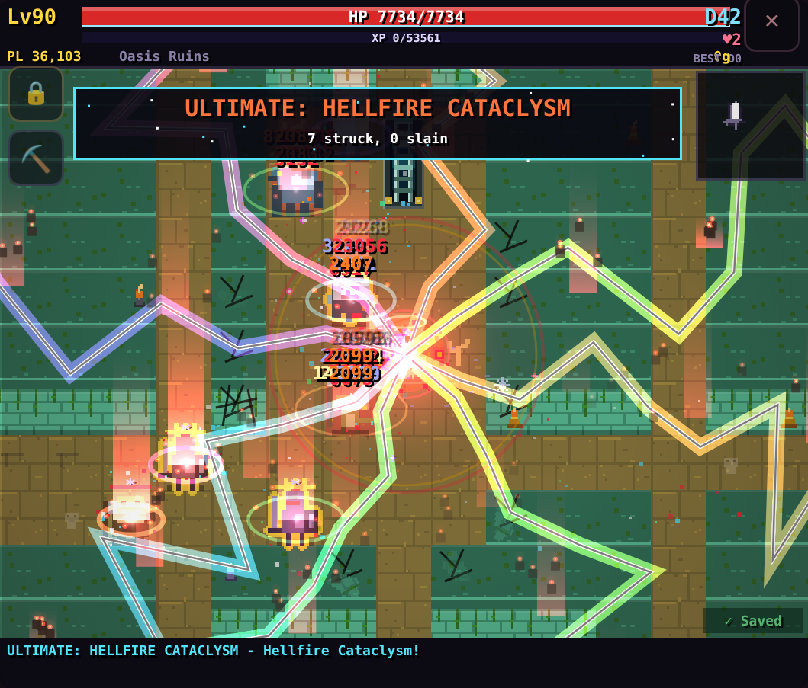 Lv90
HP 7734/7734
D42
XP 0/53561
♥2
PL 36,103
Oasis Ruins
ULTIMATE: HELLFIRE CATACLYSM
7 struck, 0 slain
✓ Saved
ULTIMATE: HELLFIRE CATACLYSM - Hellfire Cataclysm!